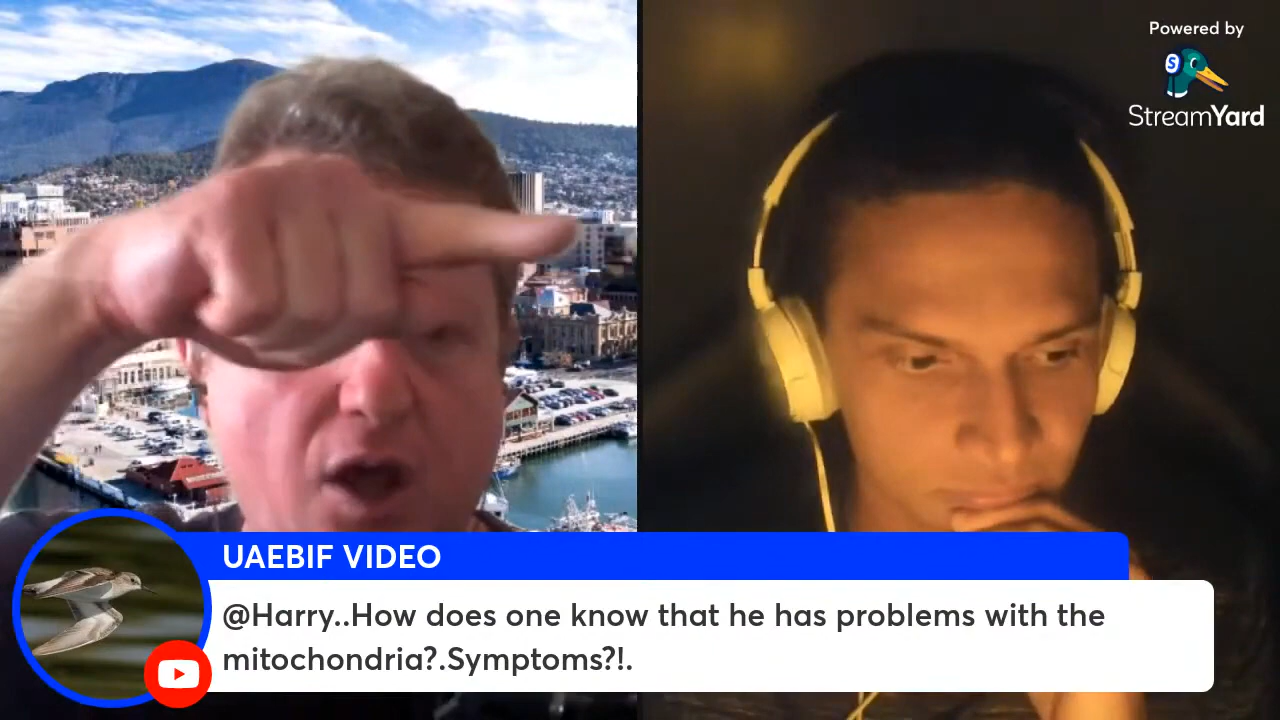 Powered by
S
StreamYard
UAEBIF VIDEO
@Harry..How does one know that he has problems with the
mitochondria?.Symptoms?!.